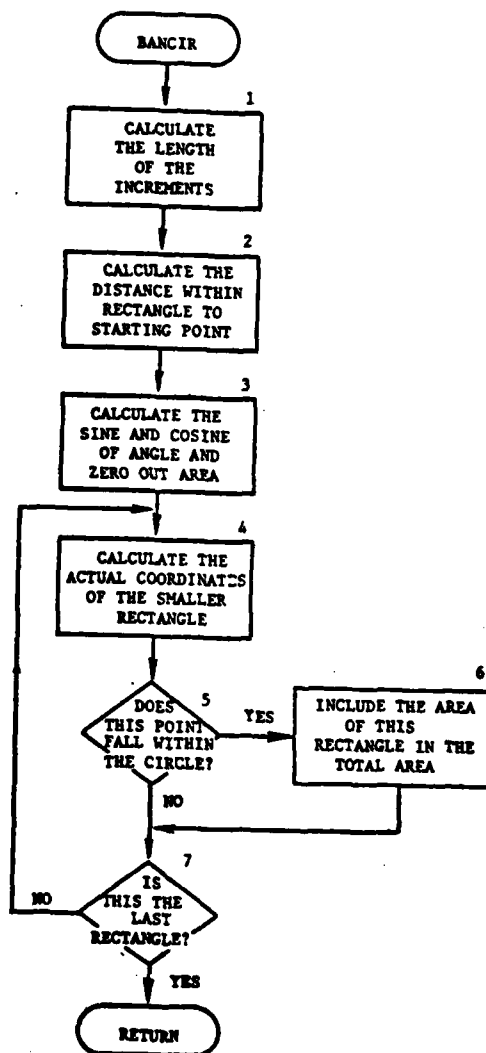 BANCIR
1
CALCULATE
THE LENGTH
OF THE
INCREMENTS
2
CALCULATE THE
DISTANCE WITHIN
RECTANGLE TO
STARTING POINT
3
CALCULATE THE
SINE AND COSINE
OF ANGLE AND
ZERO OUT AREA
4
CALCULATE THE
ACTUAL COORDINATES
OF THE SMALLER
RECTANGLE
5
DOES
THIS POINT
FALL WITHIN
THE CIRCLE?
YES
6
INCLUDE THE AREA
OF THIS
RECTANGLE IN THE
TOTAL AREA
NO
7
IS
THIS THE
LAST
RECTANGLE?
NO
YES
RETURN